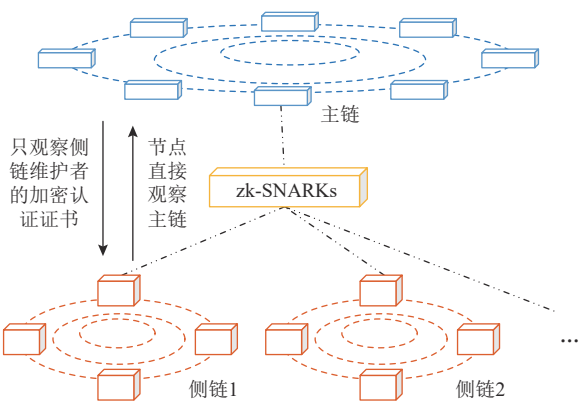 主链
只观察侧
链维护者
的加密认
证证书
节点
直接
观察
主链
zk-SNARKs
...
侧链1
侧链2